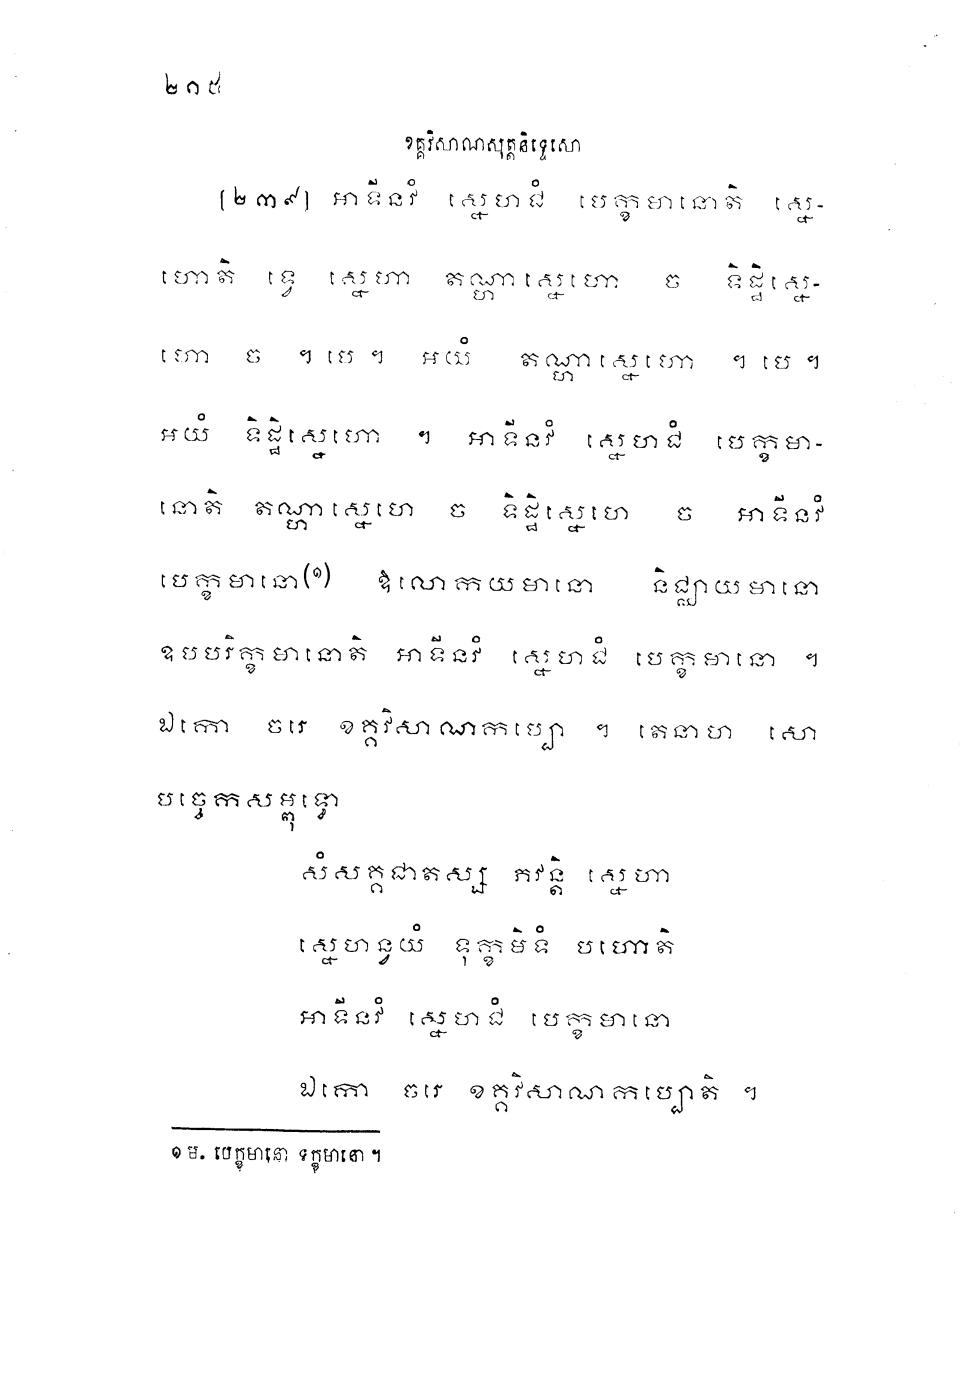 ២១៥
ខគ្គវិសាណសុត្តនិទ្ទេសោ
[២៣៩] អាទីនវំ ស្នេហជំ បេក្ខមានោតិ ស្នេ-
ហោតិ ទ្វេ ស្នេហា តណ្ហាស្នេហោ ច ទិដ្ឋិស្នេ-
ហោ ច ។ បេ ។ អយំ តណ្ហាស្នេហោ ។ បេ ។
អយំ ទិដ្ឋិស្នេហោ ។ អាទីនវំ ស្នេហជំ បេក្ខមា-
នោតិ តណ្ហាស្នេហេ ច ទិដ្ឋិស្នេហេ ច អាទីនវំ
បេក្ខមានោ(១) ឱលោកយមានោ និជ្ឈាយមានោ
ឧបបរិក្ខមានោតិ អាទីនវំ ស្នេហជំ បេក្ខមានោ ។
ឯកោ ចរេ ខគ្គវិសាណកប្បោ ។ តេនាហ សោ
បច្ចេកសម្ពុទ្ធោ
សំសគ្គជាតស្ស ភវន្តិ ស្នេហា
ស្នេហន្វយំ ទុក្ខមិទំ បហោតិ
អាទីនវំ ស្នេហជំ បេក្ខមានោ
ឯកោ ចរេ ខគ្គវិសាណកប្បោតិ ។
១ ម. បេក្ខមានោ ទក្ខមានោ ។